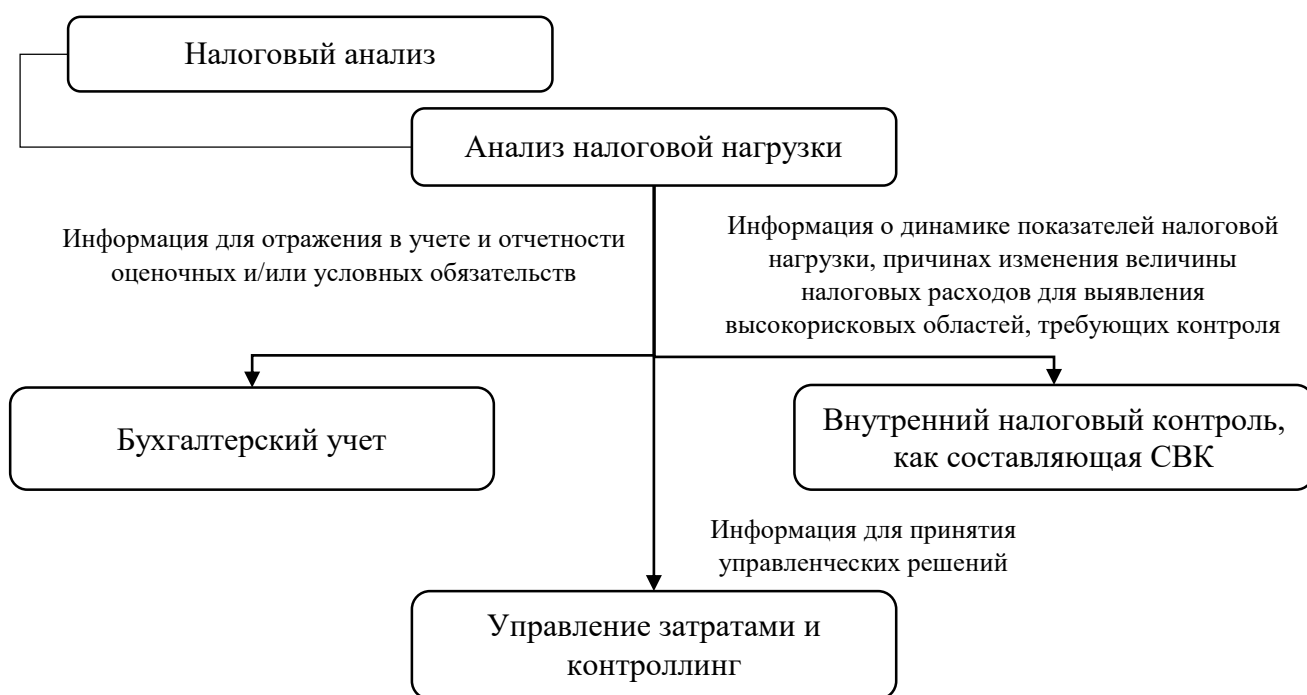 Налоговый анализ
Анализ налоговой нагрузки
Информация для отражения в учете и отчетности
оценочных и/или условных обязательств
Информация о динамике показателей налоговой
нагрузки, причинах изменения величины
налоговых расходов для выявления
высокорисковых областей, требующих контроля
Бухгалтерский учет
Внутренний налоговый контроль,
как составляющая СВК
Информация для принятия
управленческих решений
Управление затратами и
контроллинг